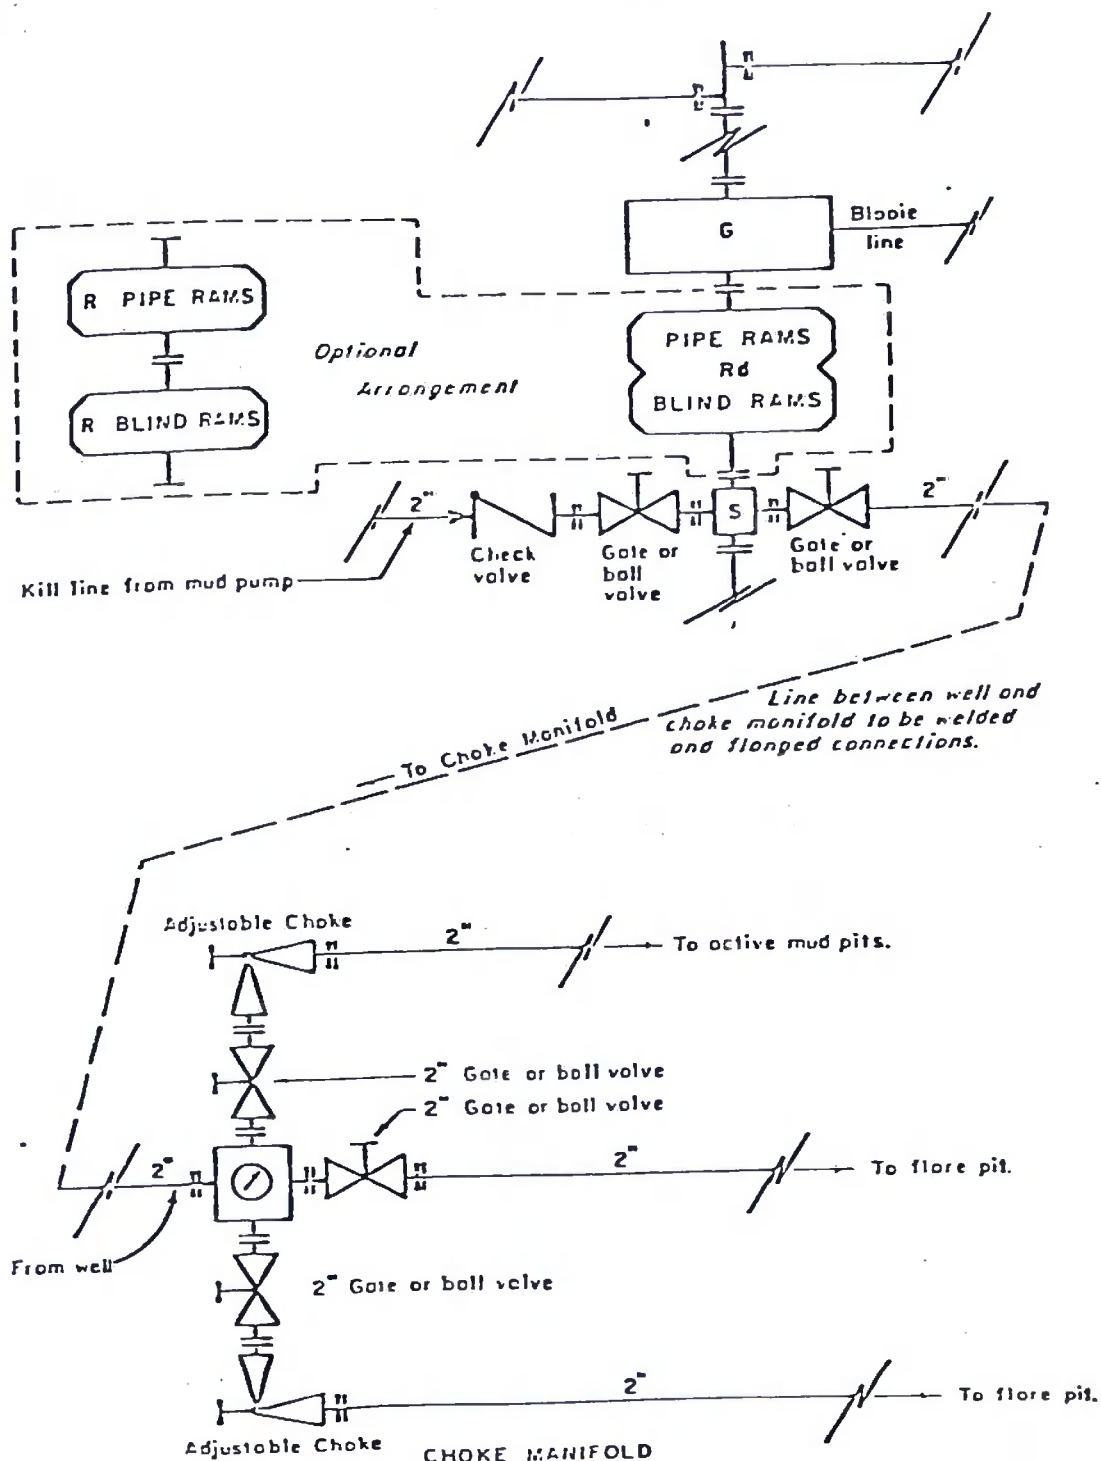 G
Blooie
line
R PIPE RAMS
R BLIND RAMS
Optional
Arrangement
PIPE RAMS
Rd
BLIND RAMS
2"
S
2"
Check
valve
Gate or
ball
valve
Gate or
ball valve
Kill line from mud pump
Line between well and
choke manifold to be welded
and flanged connections.
To Choke Manifold
Adjustable Choke
2"
To active mud pits.
2" Gate or ball valve
2" Gate or ball valve
2"
2"
To flare pit.
From well
2" Gate or ball valve
2"
To flare pit.
Adjustable Choke
CHOKE MANIFOLD